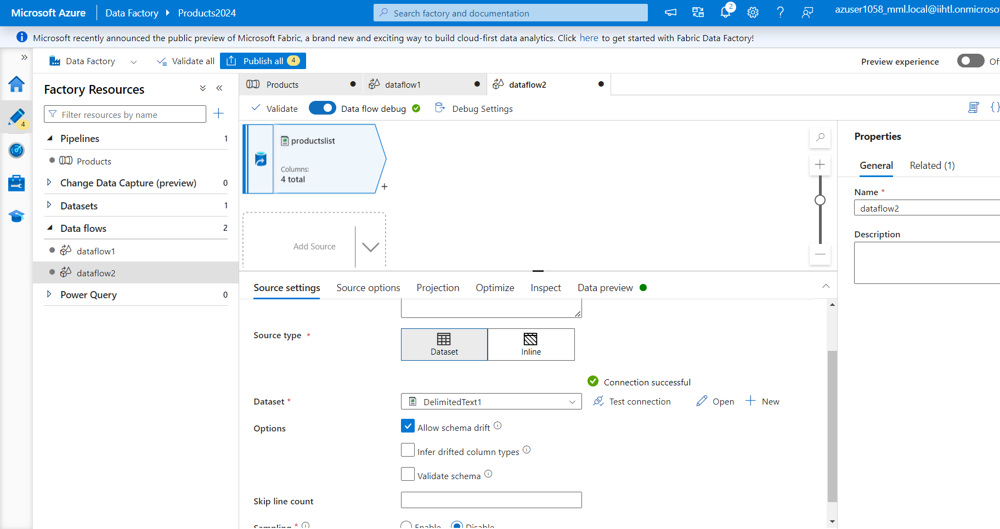 Microsoft Azure
Data Factory
Products2024
Search factory and documentation
2
azuser1058_mml.local@iihtl.onmicroso
Microsoft recently announced the public preview of Microsoft Fabric, a brand new and exciting way to build cloud-first data analytics. Click here to get started with Fabric Data Factory!
Data Factory
Validate all
Publish all 4
Preview experience
Of
4
Factory Resources
Filter resources by name
Pipelines 1
Products
Change Data Capture (preview) 0
Datasets 1
Data flows 2
dataflow1
dataflow2
Power Query 0
Products
dataflow1
dataflow2
Validate
Data flow debug
Debug Settings
{}
productslist
Columns:
4 total
Add Source
Source settings
Source options
Projection
Optimize
Inspect
Data preview
Source type *
Dataset
Inline
Connection successful
Dataset *
DelimitedText1
Test connection
Open
New
Options
Allow schema drift
Infer drifted column types
Validate schema
Skip line count
Sampling *
Enable
Disable
Properties
General
Related (1)
Name *
dataflow2
Description